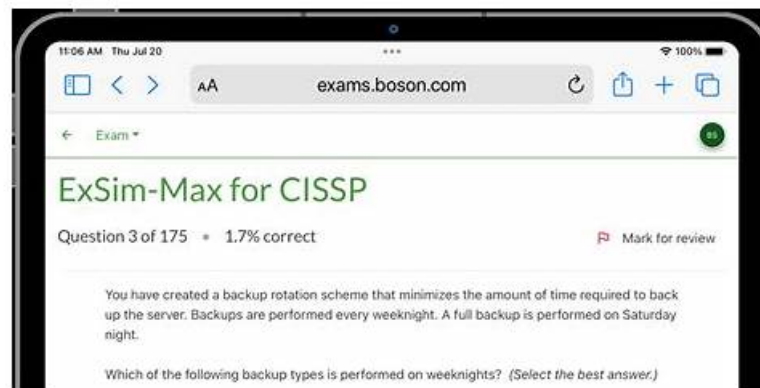 11:06 AM Thu Jul 20
100%
AA
exams.boson.com
Exam
BS
ExSim-Max for CISSP
Question 3 of 175 • 1.7% correct
Mark for review
You have created a backup rotation scheme that minimizes the amount of time required to back
up the server. Backups are performed every weeknight. A full backup is performed on Saturday
night.
Which of the following backup types is performed on weeknights? (Select the best answer.)